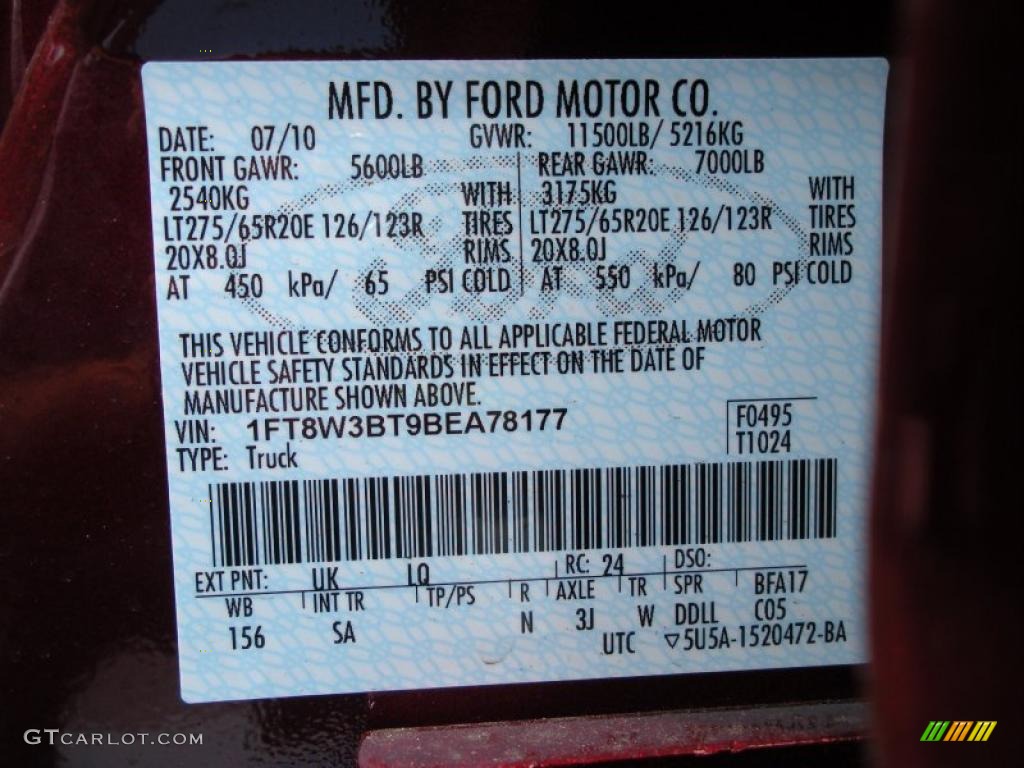 MFD. BY FORD MOTOR CO.
DATE: 07/10 GVWR: 11500LB/ 5216KG
FRONT GAWR: 5600LB REAR GAWR: 7000LB
2540KG WITH 3175KG WITH
LT275/65R20E 126/123R TIRES LT275/65R20E 126/123R TIRES
20X8.0J RIMS 20X8.0J RIMS
AT 450 kPa/ 65 PSI COLD AT 550 kPa/ 80 PSI COLD
THIS VEHICLE CONFORMS TO ALL APPLICABLE FEDERAL MOTOR
VEHICLE SAFETY STANDARDS IN EFFECT ON THE DATE OF
MANUFACTURE SHOWN ABOVE.
VIN: 1FT8W3BT9BEA78177 F0495
TYPE: Truck T1024
EXT PNT: UK LQ RC: 24 DSO:
WB INT TR TP/PS R AXLE TR SPR BFA17
156 SA N 3J W DDLL C05
UTC ▽5U5A-1520472-BA
GTCARLOT.COM